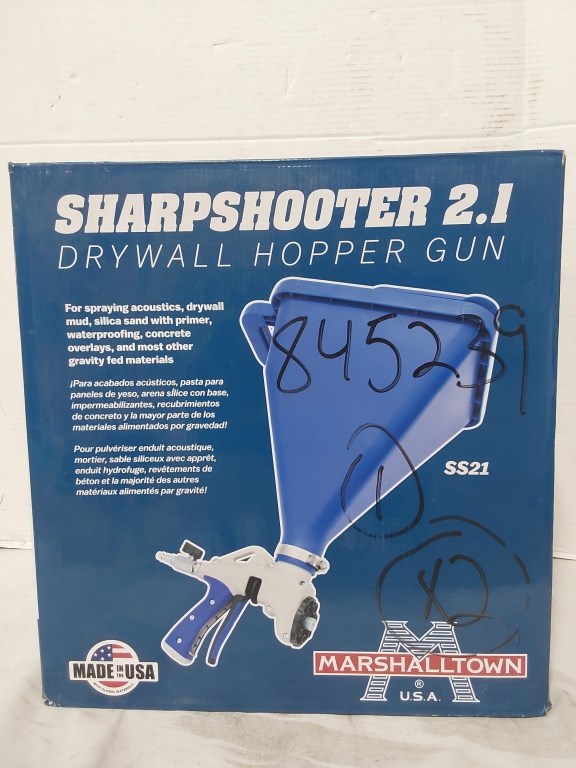 SHARPSHOOTER 2.1
DRYWALL HOPPER GUN
For spraying acoustics, drywall
mud, silica sand with primer,
waterproofing, concrete
overlays, and most other
gravity fed materials
¡Para acabados acústicos, pasta para
paneles de yeso, arena sílice con base,
impermeabilizantes, recubrimientos
de concreto y la mayor parte de los
materiales alimentados por gravedad!
Pour pulvériser enduit acoustique,
mortier, sable siliceux avec apprêt,
enduit hydrofuge, revêtements de
béton et la majorité des autres
matériaux alimentés par gravité!
845239
SS21
1
x2
MADE IN THE USA
WITH GLOBAL MATERIALS
M
MARSHALLTOWN
®
U.S.A.